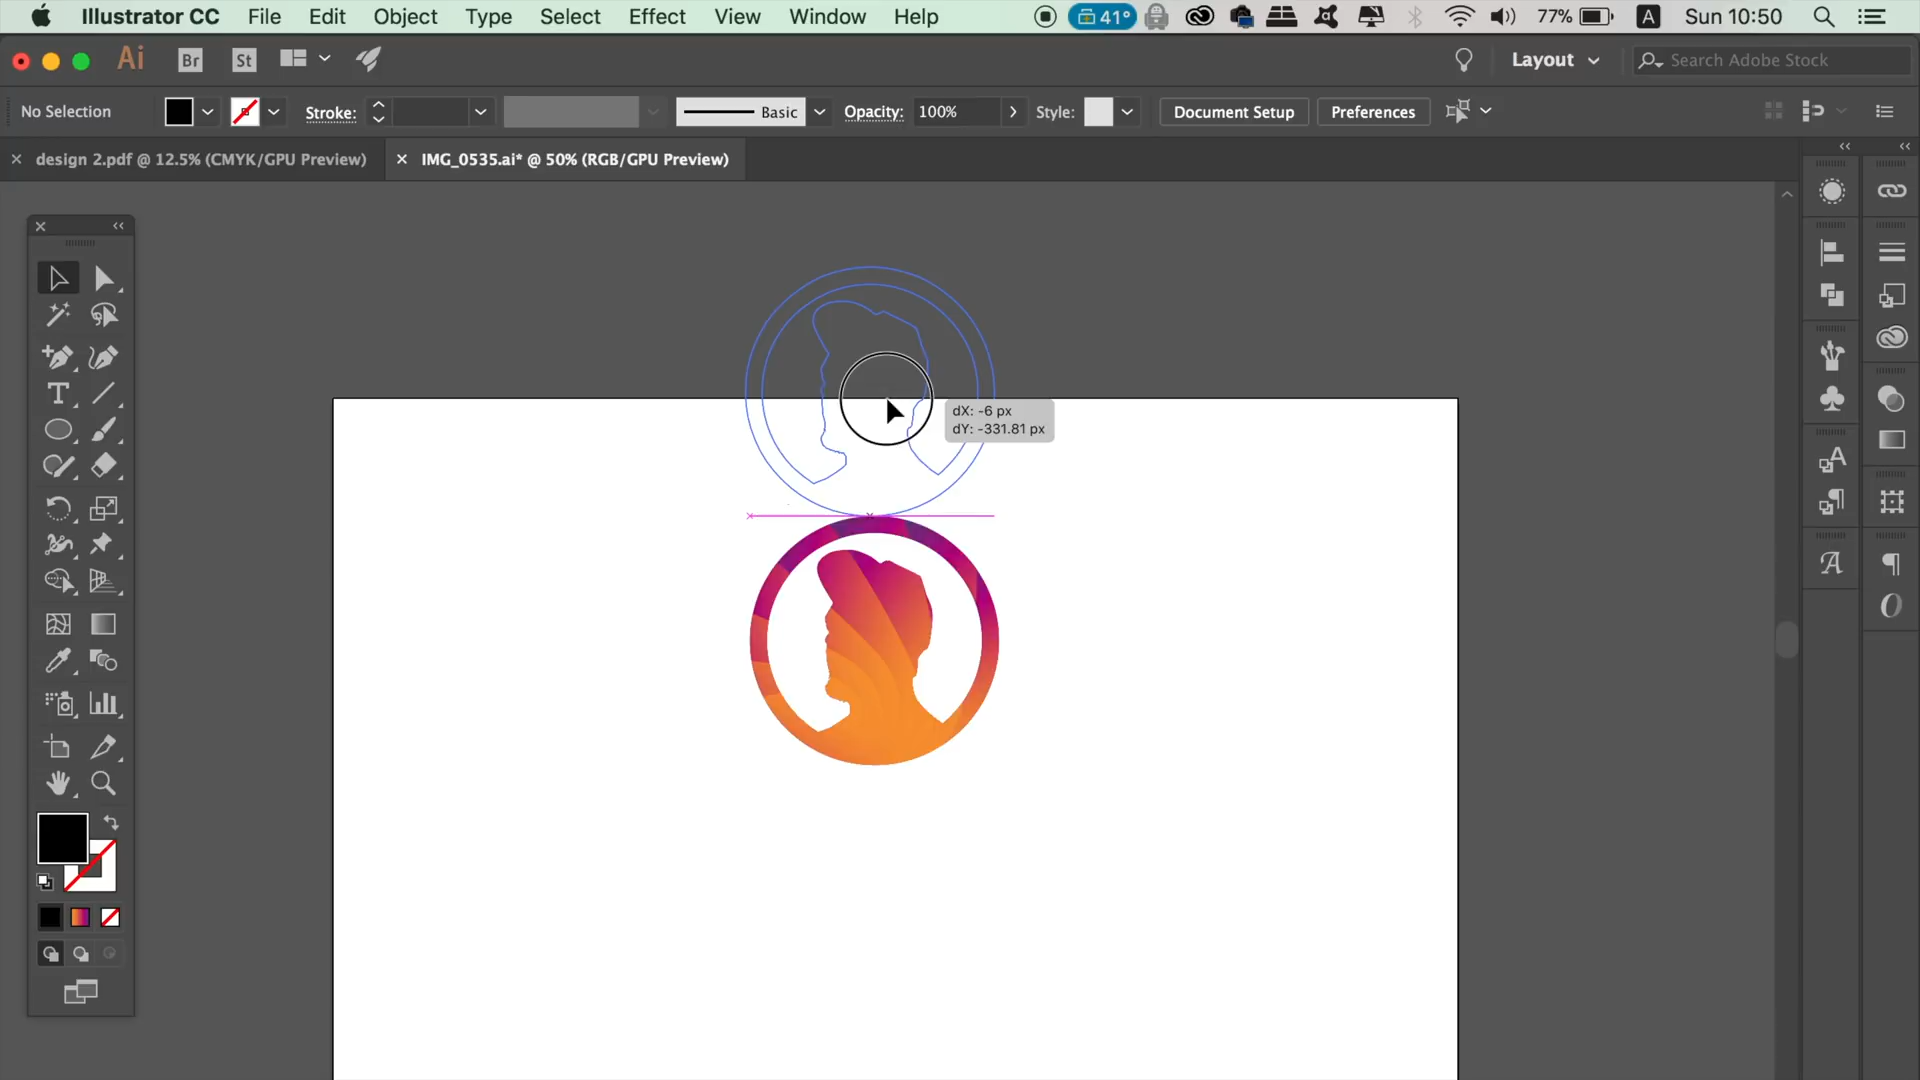 Illustrator CC File Edit Object Type Select Effect View Window Help 41° 77% A Sun 10:50
Ai Br St Layout Search Adobe Stock
No Selection Stroke: Basic Opacity: 100% Style: Document Setup Preferences
design 2.pdf @ 12.5% (CMYK/GPU Preview) IMG_0535.ai* @ 50% (RGB/GPU Preview)
dX: -6 px
dY: -331.81 px